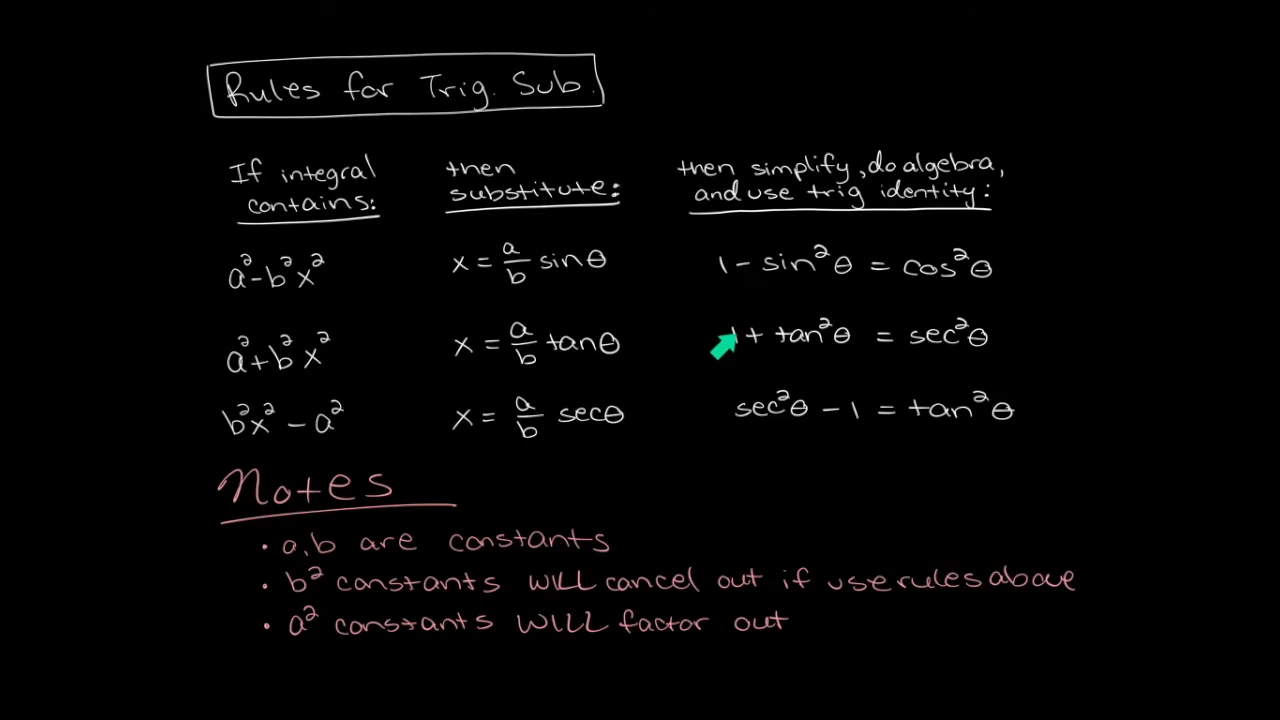 Rules for Trig. Sub.
If integral contains:
then substitute:
then simplify, do algebra, and use trig identity:
a²-b²x² x = a/b sinθ 1 - sin²θ = cos²θ
a²+b²x² x = a/b tanθ 1 + tan²θ = sec²θ
b²x² - a² x = a/b secθ sec²θ - 1 = tan²θ
Notes
• a,b are constants
• b² constants WILL cancel out if use rules above
• a² constants WILL factor out